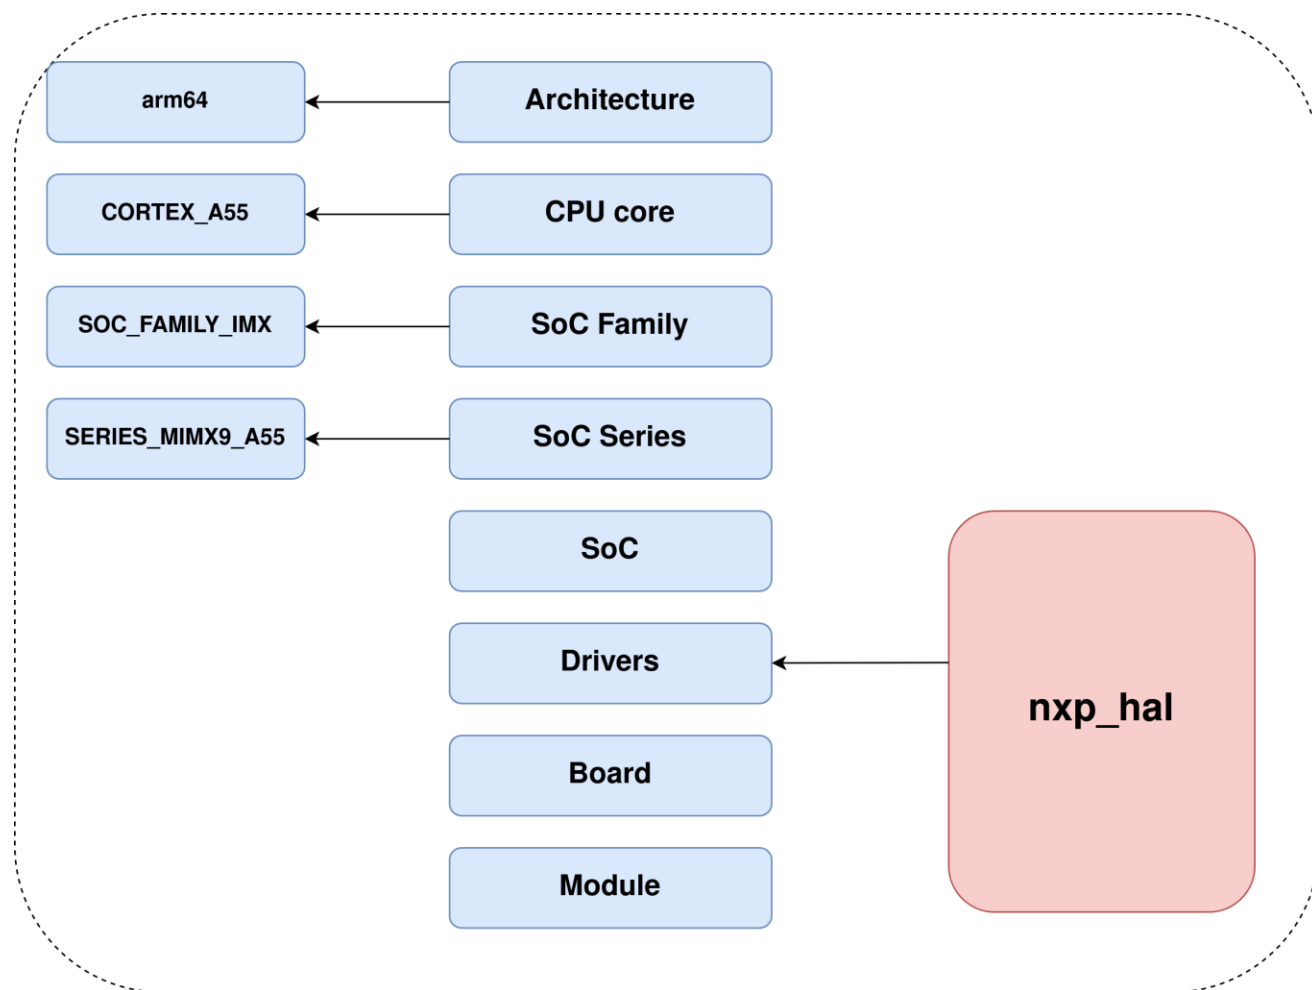 arm64
Architecture
CORTEX_A55
CPU core
SOC_FAMILY_IMX
SoC Family
SERIES_MIMX9_A55
SoC Series
SoC
Drivers
nxp_hal
Board
Module